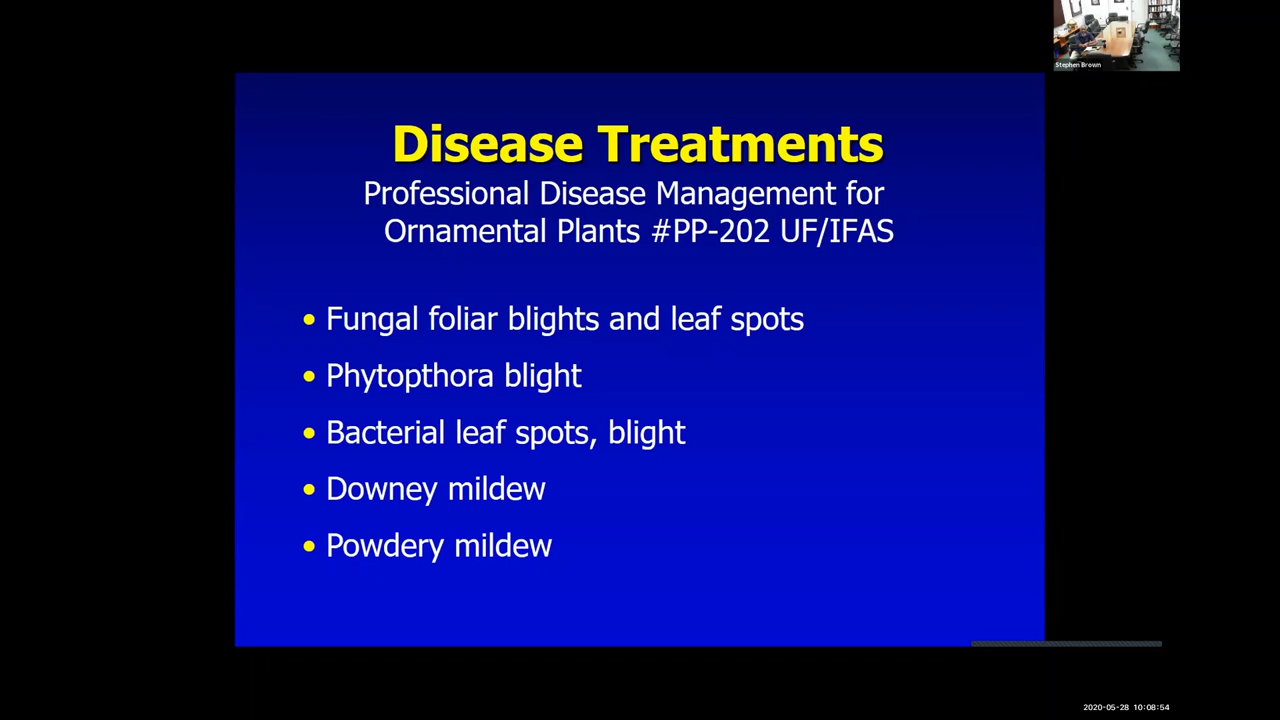 Stephen Brown
Disease Treatments
Professional Disease Management for
Ornamental Plants #PP-202 UF/IFAS
• Fungal foliar blights and leaf spots
• Phytopthora blight
• Bacterial leaf spots, blight
• Downey mildew
• Powdery mildew
2020-05-28 10:08:54